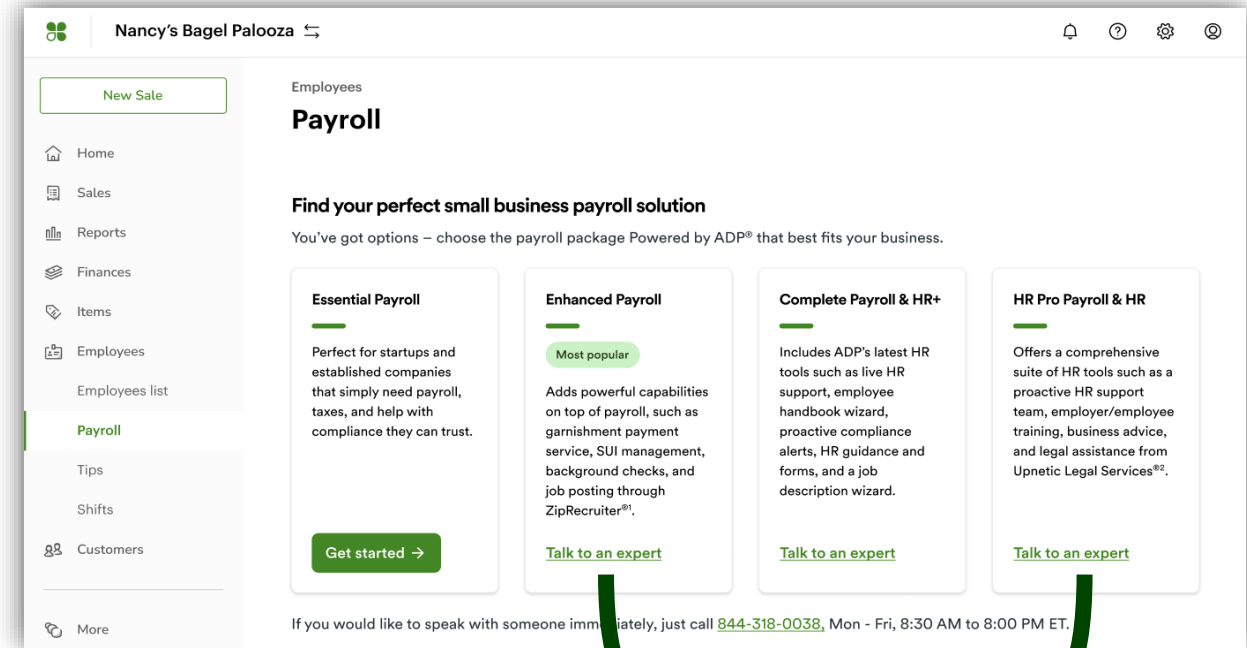 Nancy's Bagel Palooza
New Sale
Home
Sales
Reports
Finances
Items
Employees
Employees list
Payroll
Tips
Shifts
Customers
More
Employees
Payroll
Find your perfect small business payroll solution
You've got options – choose the payroll package Powered by ADP® that best fits your business.
Essential Payroll
Perfect for startups and
established companies
that simply need payroll,
taxes, and help with
compliance they can trust.
Get started →
Enhanced Payroll
Most popular
Adds powerful capabilities
on top of payroll, such as
garnishment payment
service, SUI management,
background checks, and
job posting through
ZipRecruiter®¹.
Talk to an expert
Complete Payroll & HR+
Includes ADP's latest HR
tools such as live HR
support, employee
handbook wizard,
proactive compliance
alerts, HR guidance and
forms, and a job
description wizard.
Talk to an expert
HR Pro Payroll & HR
Offers a comprehensive
suite of HR tools such as a
proactive HR support
team, employer/employee
training, business advice,
and legal assistance from
Upnetic Legal Services®².
Talk to an expert
If you would like to speak with someone immediately, just call 844-318-0038, Mon - Fri, 8:30 AM to 8:00 PM ET.